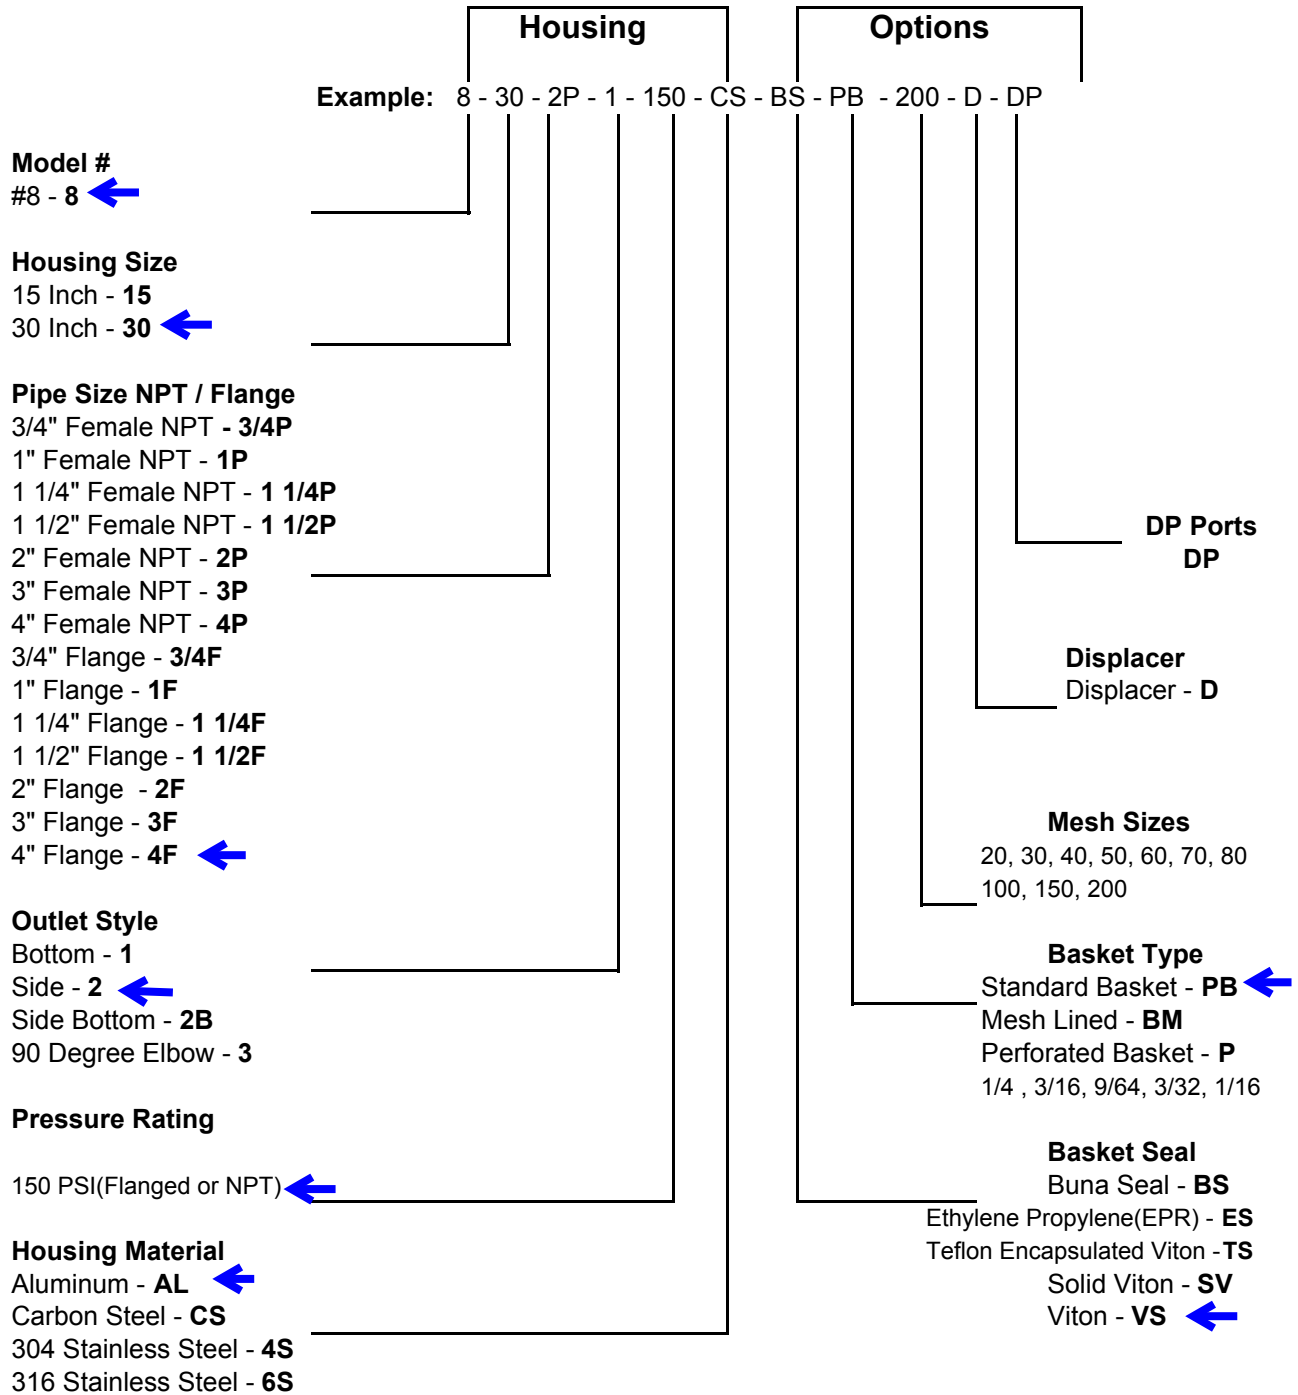 Housing
Options
Example: 8 - 30 - 2P - 1 - 150 - CS - BS - PB - 200 - D - DP
Model #
#8 - 8
Housing Size
15 Inch - 15
30 Inch - 30
Pipe Size NPT / Flange
3/4" Female NPT - 3/4P
1" Female NPT - 1P
1 1/4" Female NPT - 1 1/4P
1 1/2" Female NPT - 1 1/2P
2" Female NPT - 2P
3" Female NPT - 3P
4" Female NPT - 4P
3/4" Flange - 3/4F
1" Flange - 1F
1 1/4" Flange - 1 1/4F
1 1/2" Flange - 1 1/2F
2" Flange - 2F
3" Flange - 3F
4" Flange - 4F
Outlet Style
Bottom - 1
Side - 2
Side Bottom - 2B
90 Degree Elbow - 3
Pressure Rating
150 PSI(Flanged or NPT)
Housing Material
Aluminum - AL
Carbon Steel - CS
304 Stainless Steel - 4S
316 Stainless Steel - 6S
DP Ports
DP
Displacer
Displacer - D
Mesh Sizes
20, 30, 40, 50, 60, 70, 80
100, 150, 200
Basket Type
Standard Basket - PB
Mesh Lined - BM
Perforated Basket - P
1/4 , 3/16, 9/64, 3/32, 1/16
Basket Seal
Buna Seal - BS
Ethylene Propylene(EPR) - ES
Teflon Encapsulated Viton -TS
Solid Viton - SV
Viton - VS